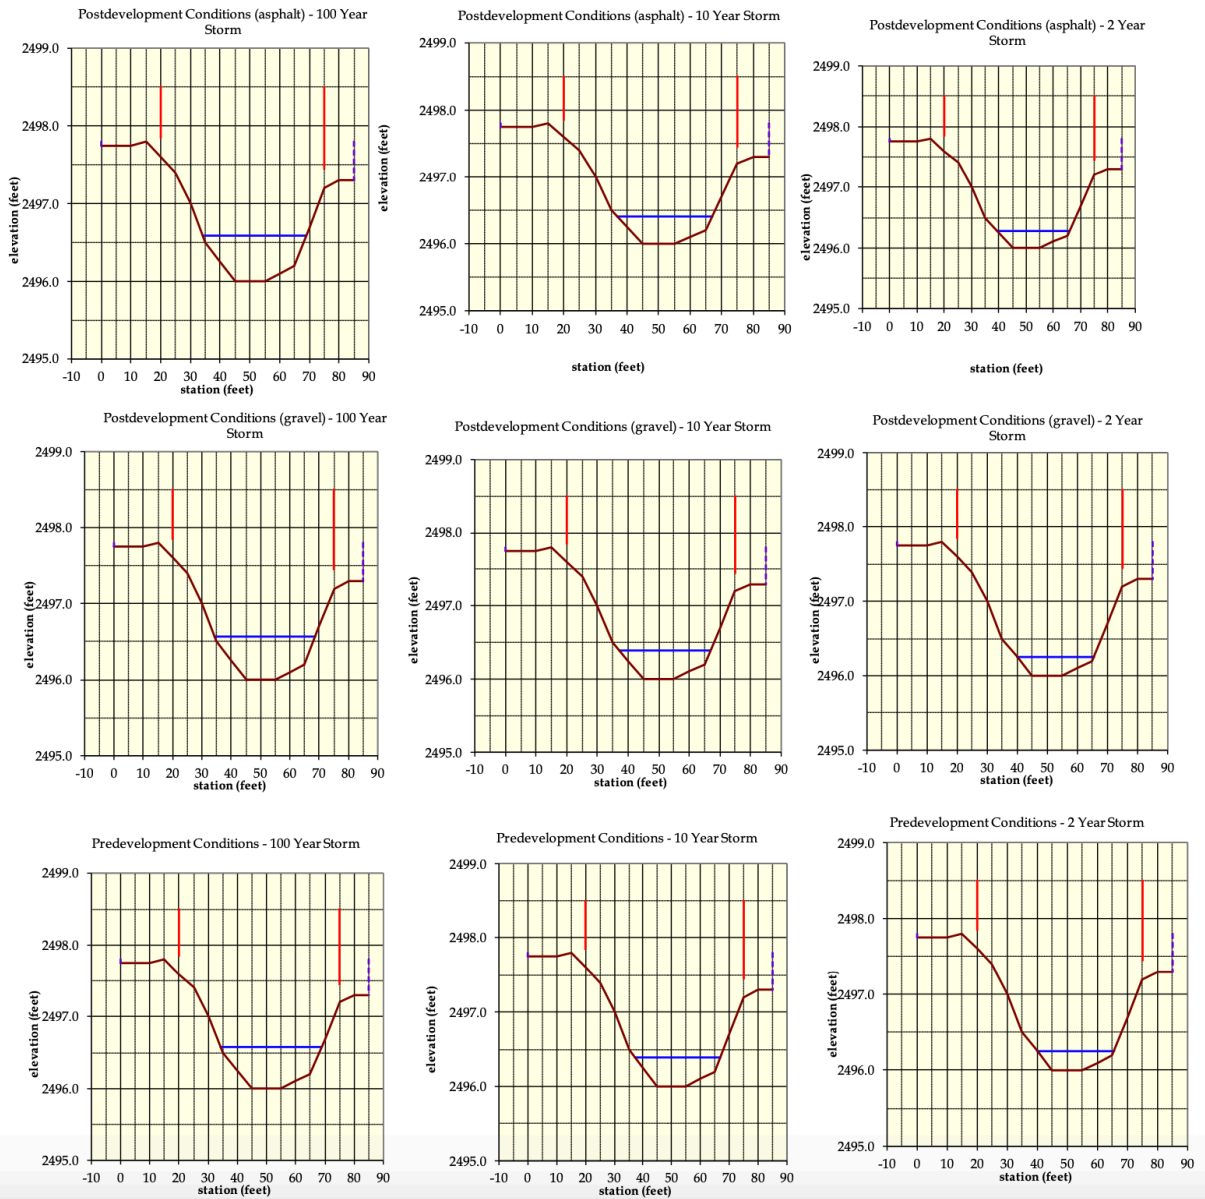 Postdevelopment Conditions (asphalt) - 100 Year
Storm
2499.0
2498.0
2497.0
2496.0
2495.0
elevation (feet)
-10 0 10 20 30 40 50 60 70 80 90
station (feet)
Postdevelopment Conditions (asphalt) - 10 Year Storm
2499.0
2498.0
2497.0
2496.0
2495.0
elevation (feet)
-10 0 10 20 30 40 50 60 70 80 90
station (feet)
Postdevelopment Conditions (asphalt) - 2 Year
Storm
2499.0
2498.0
2497.0
2496.0
2495.0
-10 0 10 20 30 40 50 60 70 80 90
station (feet)
Postdevelopment Conditions (gravel) - 100 Year
Storm
2499.0
2498.0
2497.0
2496.0
2495.0
elevation (feet)
-10 0 10 20 30 40 50 60 70 80 90
station (feet)
Postdevelopment Conditions (gravel) - 10 Year Storm
2499.0
2498.0
2497.0
2496.0
2495.0
elevation (feet)
-10 0 10 20 30 40 50 60 70 80 90
station (feet)
Postdevelopment Conditions (gravel) - 2 Year
Storm
2499.0
2498.0
2497.0
2496.0
2495.0
elevation (feet)
-10 0 10 20 30 40 50 60 70 80 90
station (feet)
Predevelopment Conditions - 100 Year Storm
2499.0
2498.0
2497.0
2496.0
2495.0
elevation (feet)
-10 0 10 20 30 40 50 60 70 80 90
station (feet)
Predevelopment Conditions - 10 Year Storm
2499.0
2498.0
2497.0
2496.0
2495.0
elevation (feet)
-10 0 10 20 30 40 50 60 70 80 90
station (feet)
Predevelopment Conditions - 2 Year Storm
2499.0
2498.0
2497.0
2496.0
2495.0
elevation (feet)
-10 0 10 20 30 40 50 60 70 80 90
station (feet)